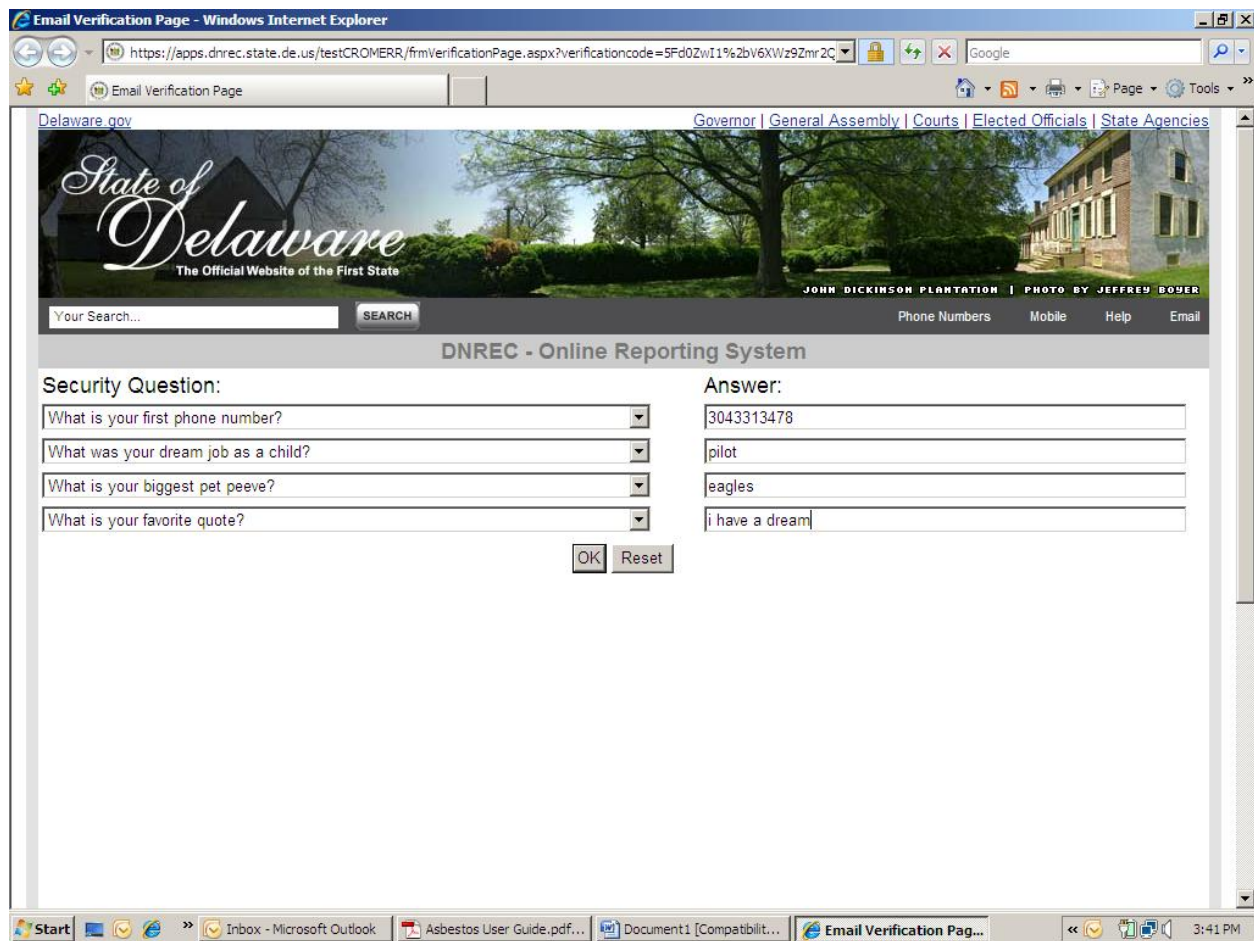 Email Verification Page - Windows Internet Explorer
https://apps.dnrec.state.de.us/testCROMERR/frmVerificationPage.aspx?verificationcode=5Fd0ZwI1%2bV6XWz9Zmr2Q
Google
Email Verification Page
Page
Tools
Delaware.gov
Governor | General Assembly | Courts | Elected Officials | State Agencies
State of
Delaware
The Official Website of the First State
JOHN DICKINSON PLANTATION | PHOTO BY JEFFREY BOYER
Your Search...
SEARCH
Phone Numbers Mobile Help Email
DNREC - Online Reporting System
Security Question: Answer:
What is your first phone number? 3043313478
What was your dream job as a child? pilot
What is your biggest pet peeve? eagles
What is your favorite quote? i have a dream
OK Reset
Start
Inbox - Microsoft Outlook
Asbestos User Guide.pdf...
Document1 [Compatibilit...
Email Verification Pag...
3:41 PM